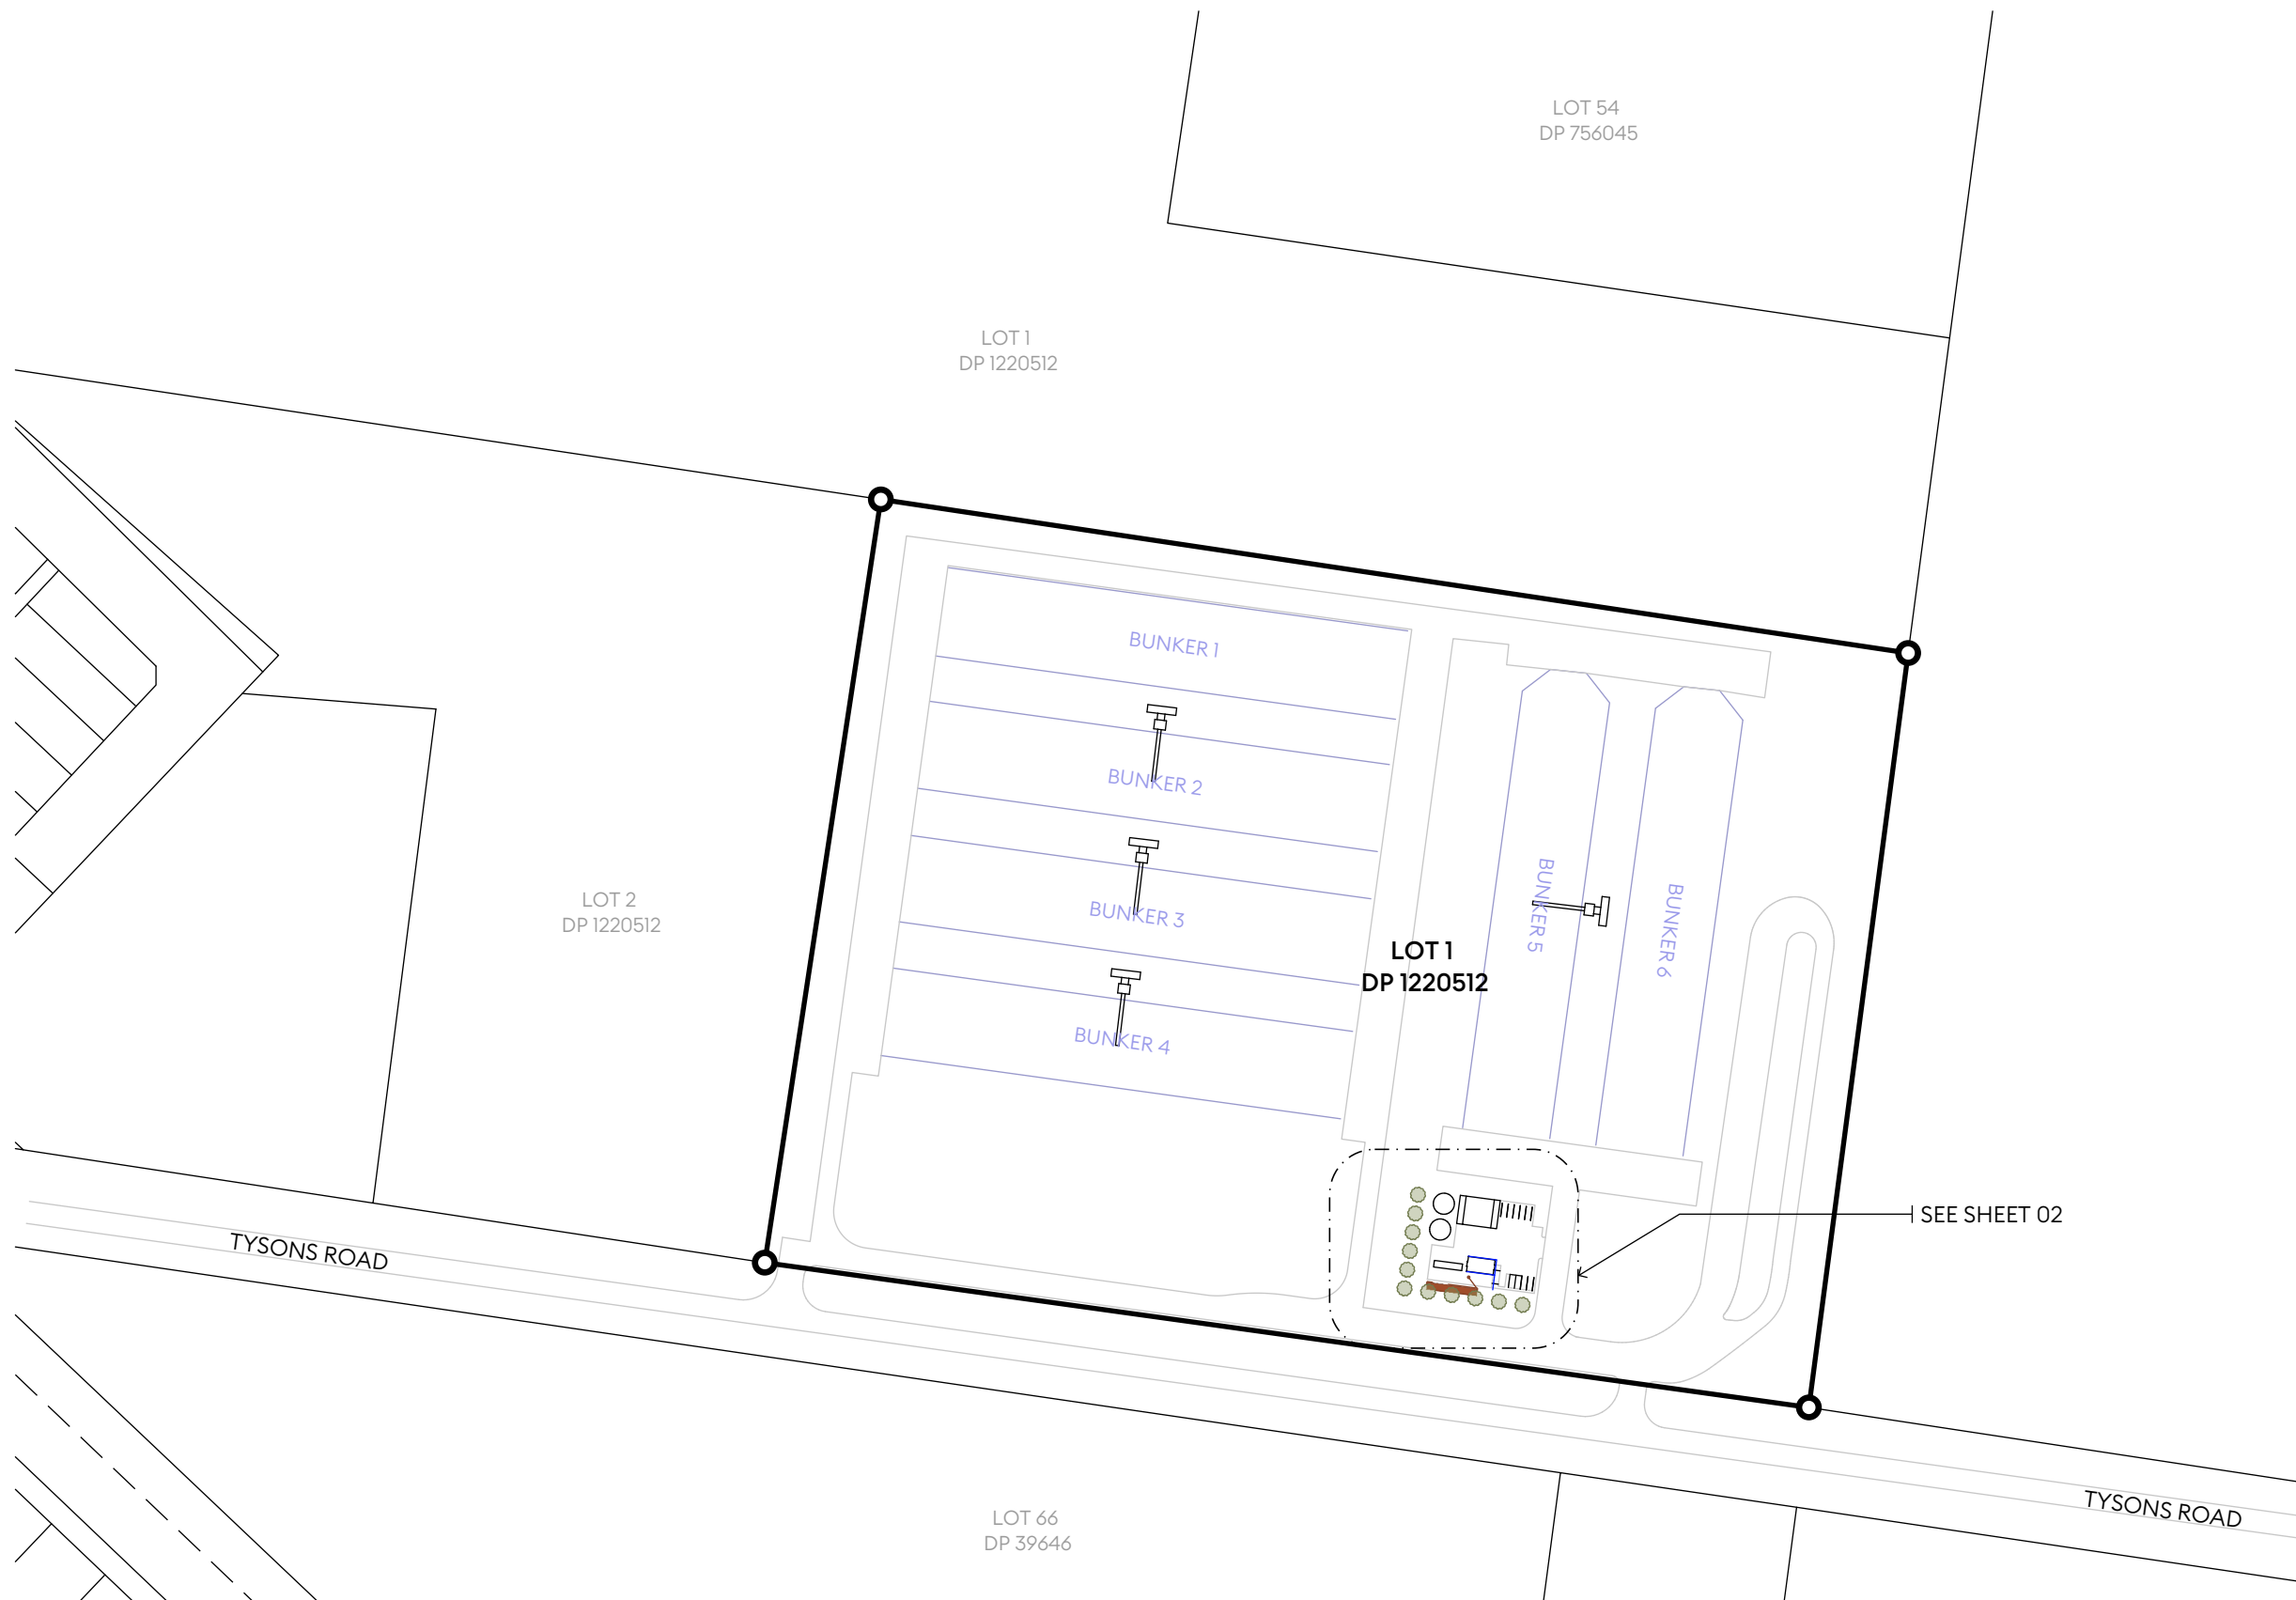 LOT 54
DP 756045
LOT 1
DP 1220512
BUNKER 1
BUNKER 2
BUNKER 3
BUNKER 4
BUNKER 5
BUNKER 6
LOT 2
DP 1220512
LOT 1
DP 1220512
SEE SHEET 02
TYSONS ROAD
TYSONS ROAD
LOT 66
DP 39646